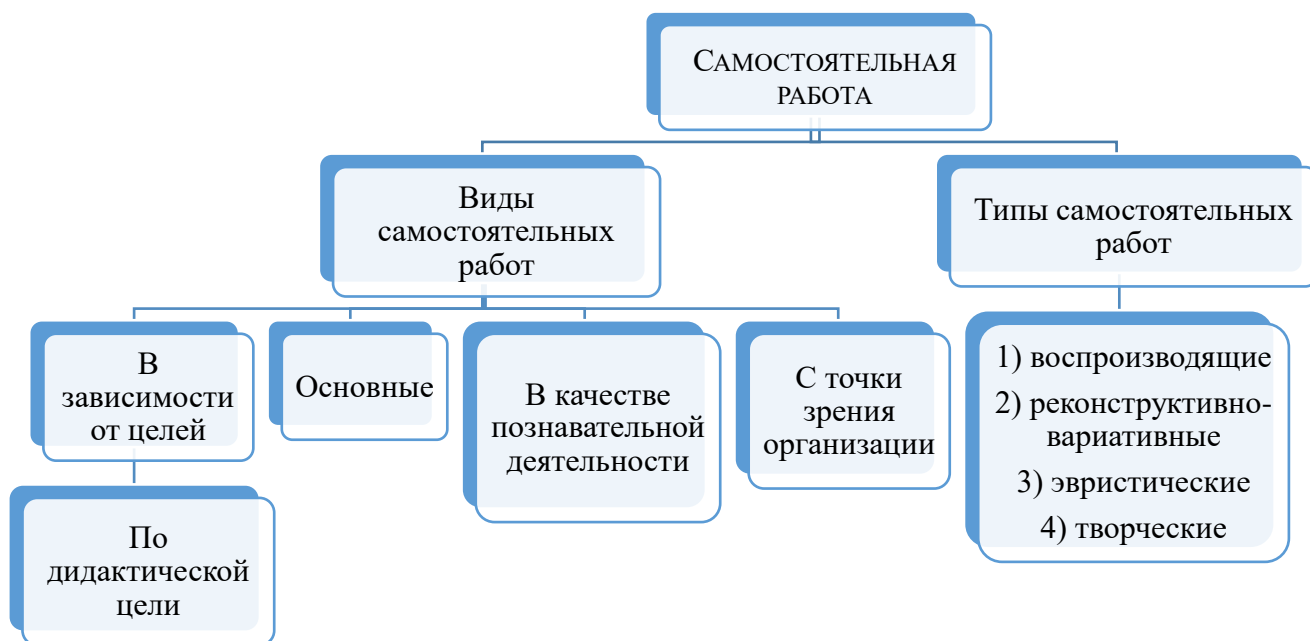 САМОСТОЯТЕЛЬНАЯ
РАБОТА
Виды
самостоятельных
работ
Типы самостоятельных
работ
В
зависимости
от целей
Основные
В качестве
познавательной
деятельности
С точки
зрения
организации
1) воспроизводящие
2) реконструктивно-
вариативные
3) эвристические
4) творческие
По
дидактической
цели